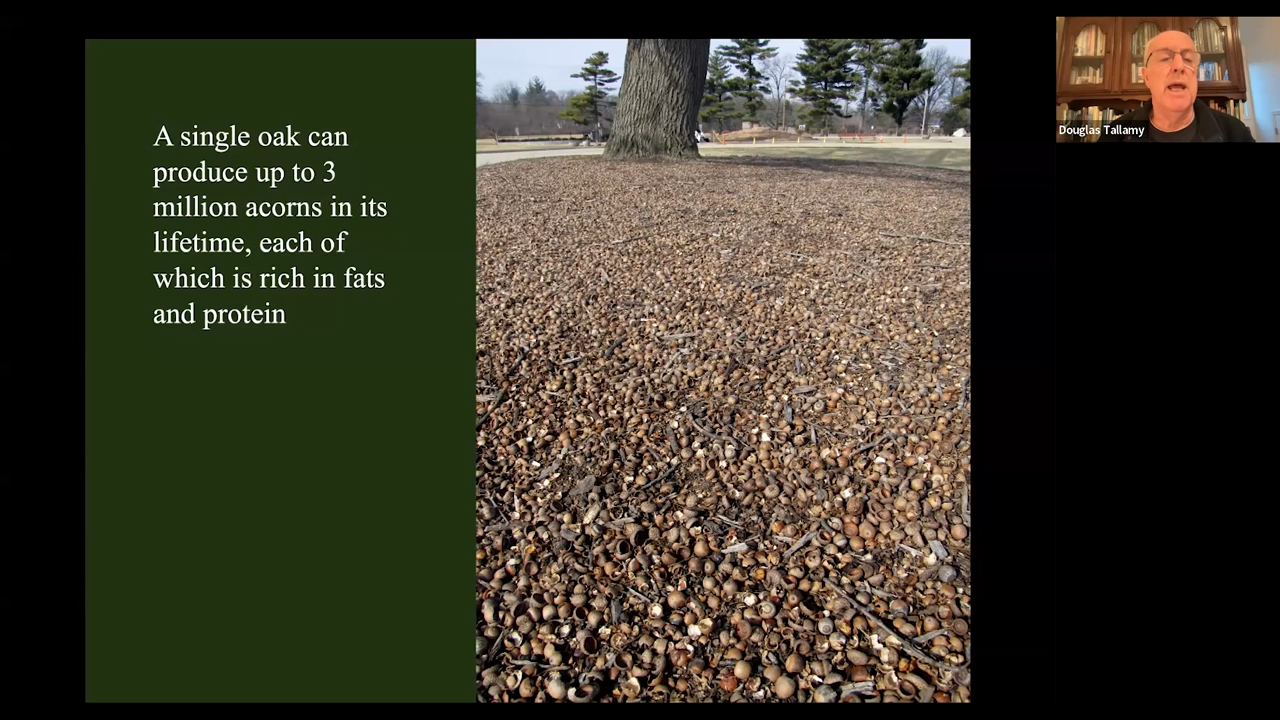 A single oak can
produce up to 3
million acorns in its
lifetime, each of
which is rich in fats
and protein
Douglas Tallamy